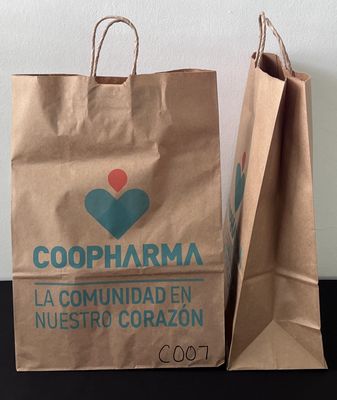 COOPHARMA
LA COMUNIDAD EN
NUESTRO CORAZÓN
C007